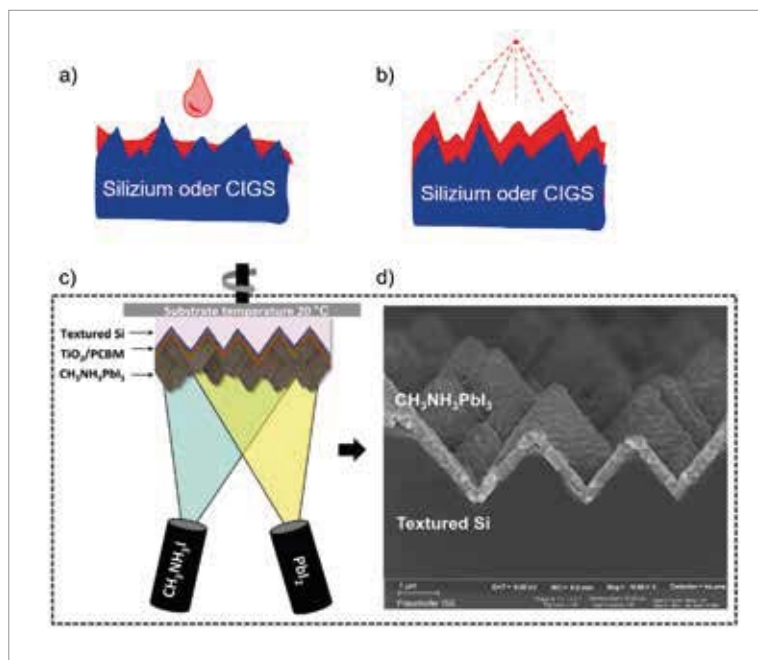 a)
b)
Silizium oder CIGS
Silizium oder CIGS
c)
d)
Substrate temperature 20 °C
Textured Si
TiO₂/PCBM
CH₃NH₃PbI₃
CH₃NH₃I
PbI₂
CH₃NH₃PbI₃
Textured Si
1 µm
Fraunhofer ISE